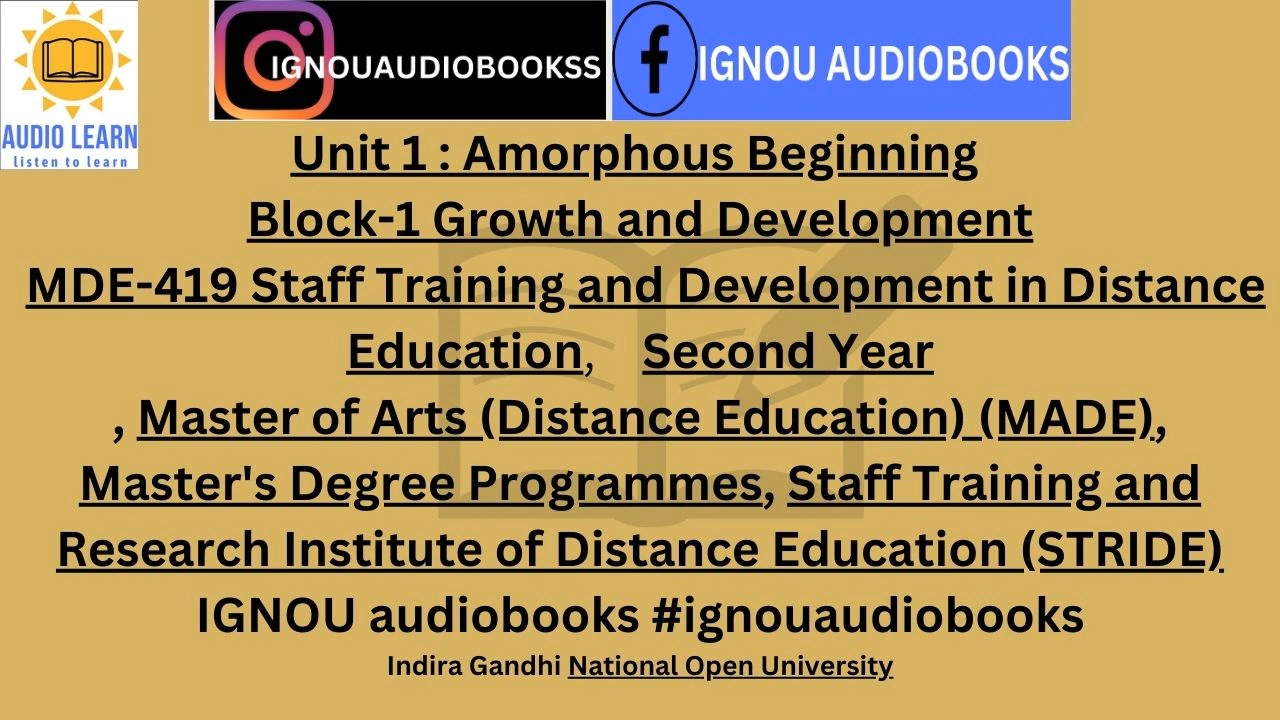 AUDIO LEARN
listen to learn
IGNOUAUDIOBOOKSS
IGNOU AUDIOBOOKS
Unit 1 : Amorphous Beginning
Block-1 Growth and Development
MDE-419 Staff Training and Development in Distance
Education,    Second Year
, Master of Arts (Distance Education) (MADE),
Master's Degree Programmes, Staff Training and
Research Institute of Distance Education (STRIDE)
IGNOU audiobooks #ignouaudiobooks
Indira Gandhi National Open University